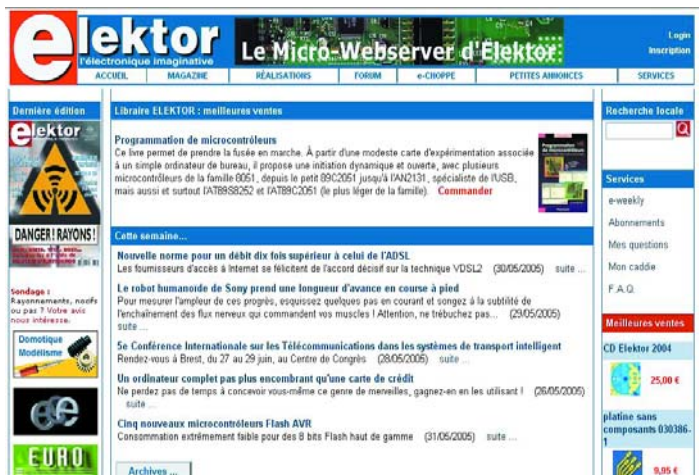 elektor
l'électronique imaginative
Le Micro-Webserver d'Elektor
Login
Inscription
ACCUEIL MAGAZINE RÉALISATIONS FORUM e-CHOPPE PETITES ANNONCES SERVICES
Dernière édition
elektor
DANGER! RAYONS!
Sondage :
Rayonnements, nocifs
ou pas ? Votre avis
nous intéresse.
Domotique
Modélisme
EURO
Libraire ELEKTOR : meilleures ventes
Programmation de microcontrôleurs
Ce livre permet de prendre la fusée en marche. À partir d'une modeste carte d'expérimentation associée
à un simple ordinateur de bureau, il propose une initiation dynamique et ouverte, avec plusieurs
microcontrôleurs de la famille 8051, depuis le petit 89C2051 jusqu'à l'AN2131, spécialiste de l'USB,
mais aussi et surtout l'AT89S8252 et l'AT89C2051 (le plus léger de la famille). Commander
Cette semaine...
Nouvelle norme pour un débit dix fois supérieur à celui de l'ADSL
Les fournisseurs d'accès à Internet se félicitent de l'accord décisif sur la technique VDSL2 (30/05/2005) suite ...
Le robot humanoïde de Sony prend une longueur d'avance en course à pied
Pour mesurer l'ampleur de ces progrès, esquissez quelques pas en courant et songez à la subtilité de
l'enchaînement des flux nerveux qui commandent vos muscles ! Attention, ne trébuchez pas... (29/05/2005)
suite ...
5e Conférence Internationale sur les Télécommunications dans les systèmes de transport intelligent
Rendez-vous à Brest, du 27 au 29 juin, au Centre de Congrès (28/05/2005) suite ...
Un ordinateur complet pas plus encombrant qu'une carte de crédit
Ne perdez pas de temps à concevoir vous-même ce genre de merveilles, gagnez-en en les utilisant ! (26/05/2005)
suite ...
Cinq nouveaux microcontrôleurs Flash AVR
Consommation extrêmement faible pour des 8 bits Flash haut de gamme (31/05/2005) suite ...
Archives ...
Recherche locale
Services
e-weekly
Abonnements
Mes questions
Mon caddie
F.A.Q.
Meilleures ventes
CD Elektor 2004
25,00 €
platine sans
composants 030386-
1
9,95 €